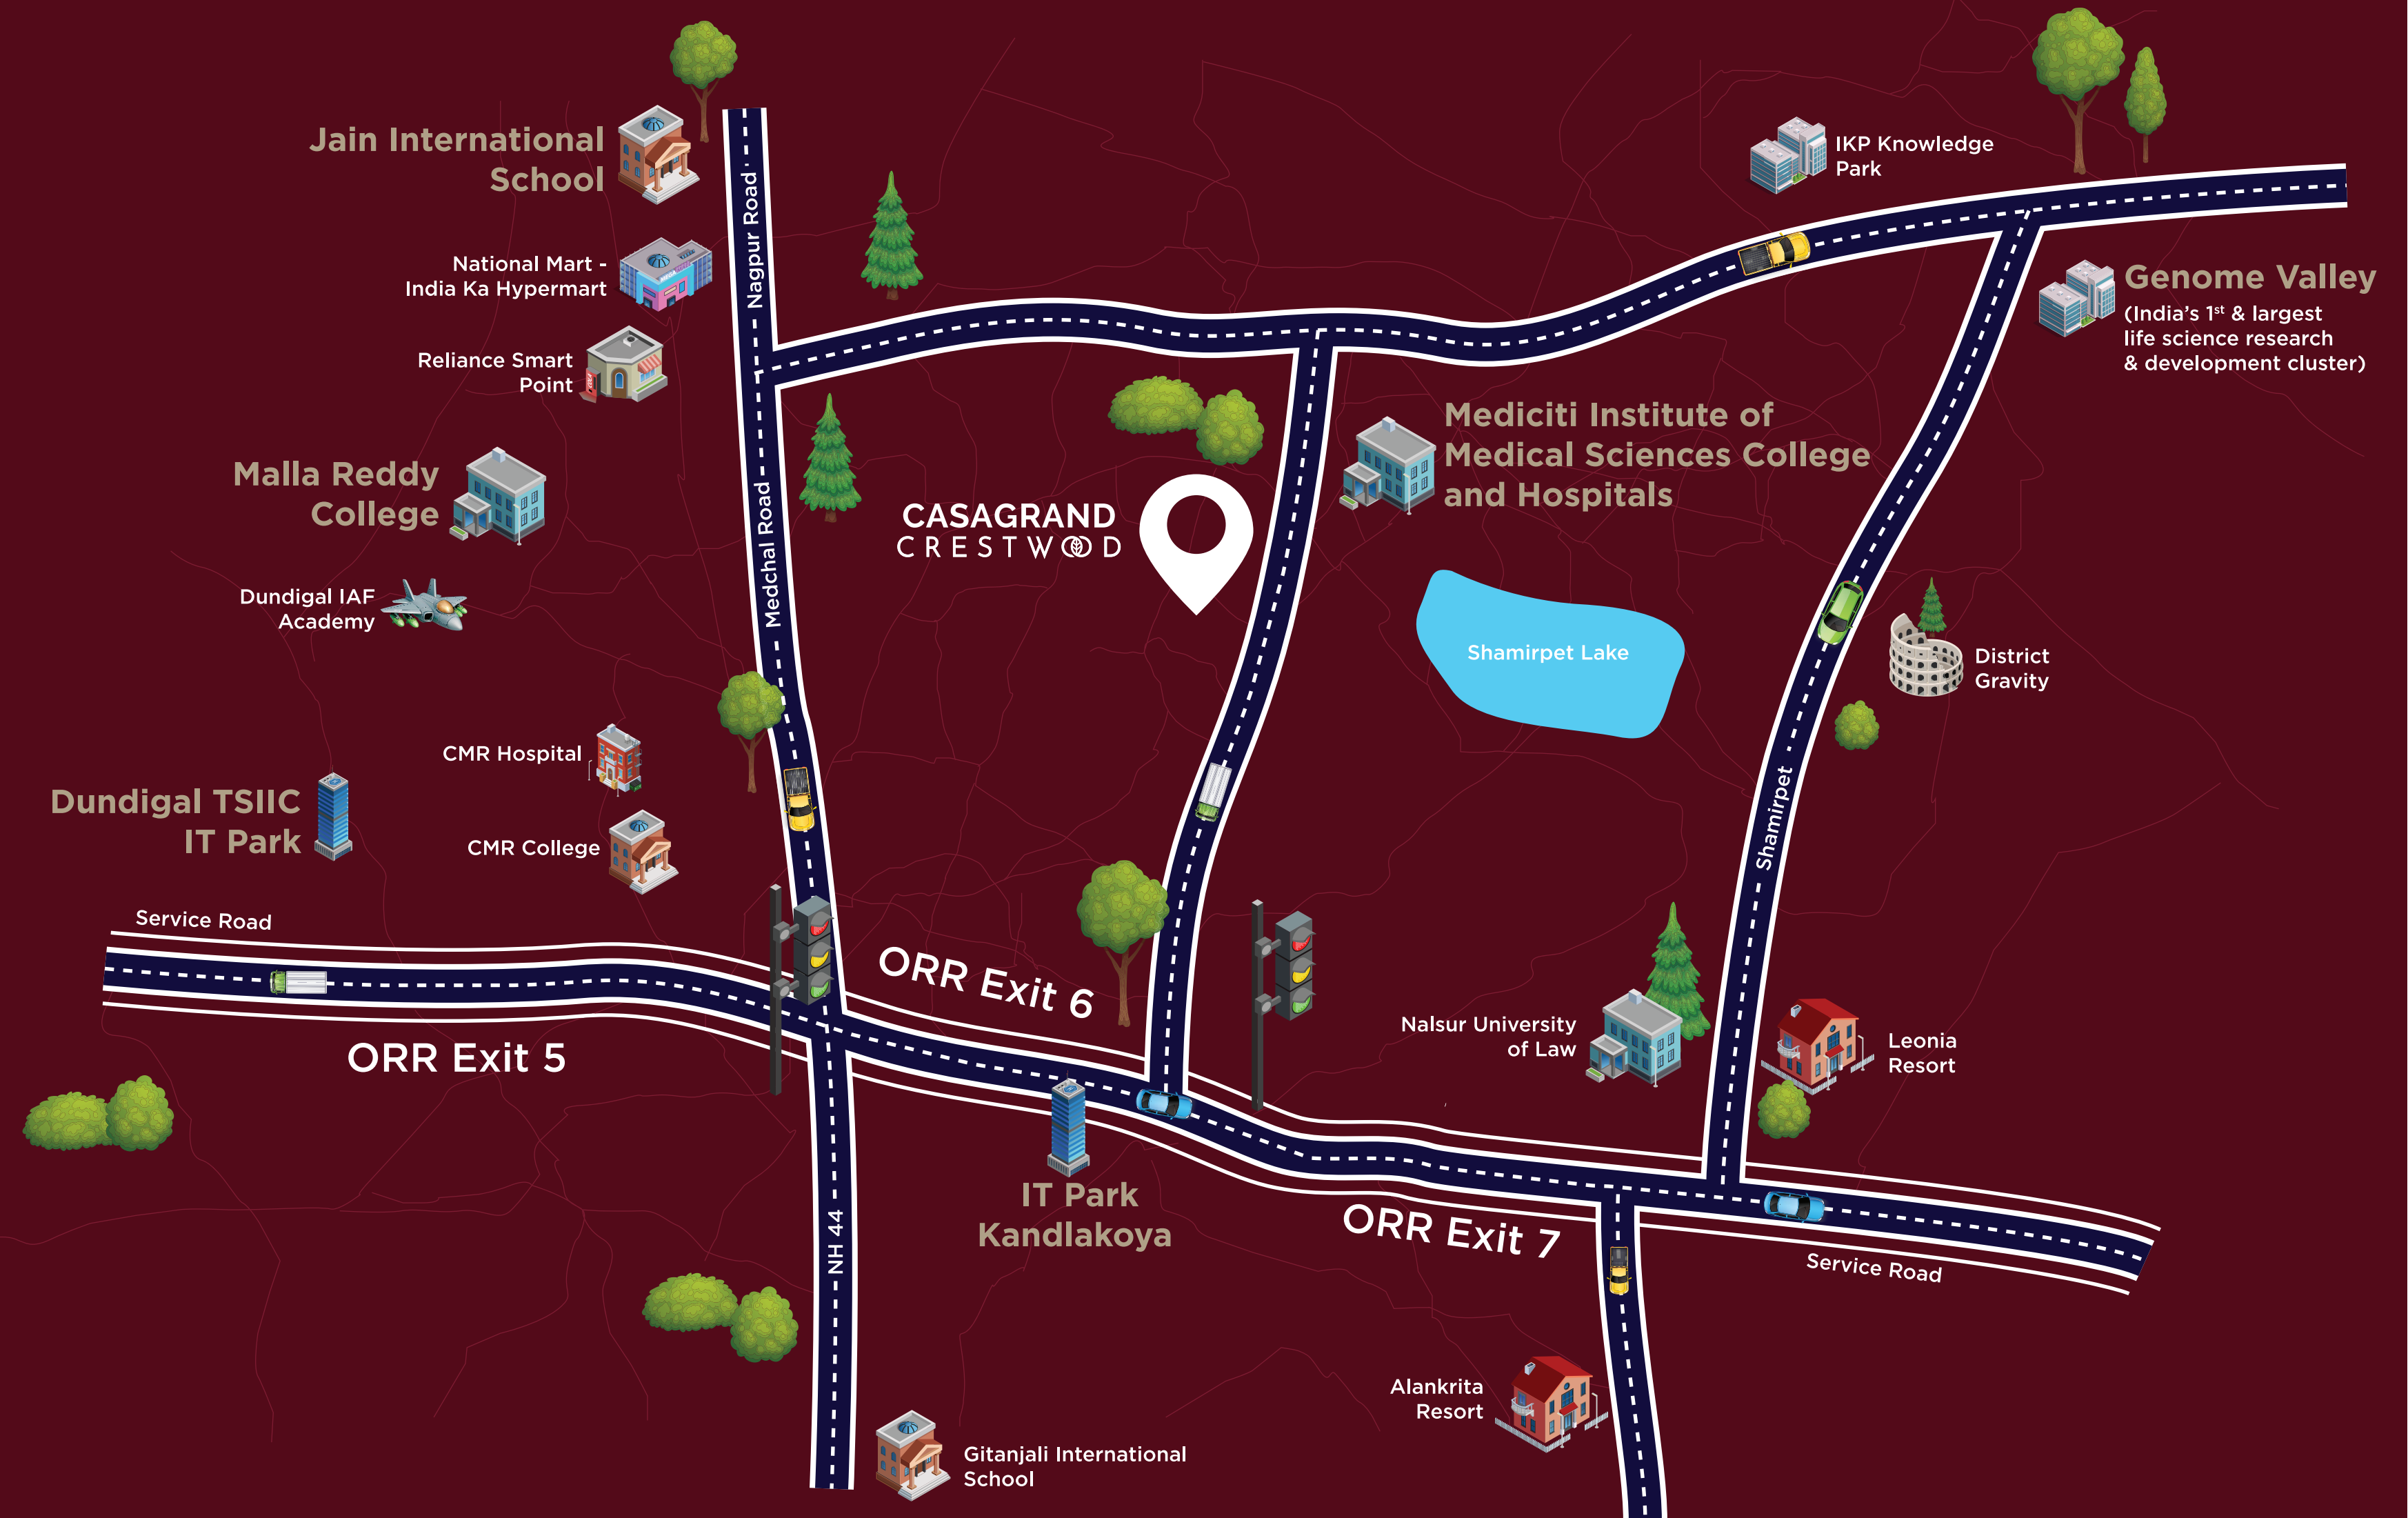 Jain International
School
National Mart -
India Ka Hypermart
Reliance Smart
Point
Malla Reddy
College
Dundigal IAF
Academy
CMR Hospital
CMR College
Dundigal TSIIC
IT Park
Service Road
ORR Exit 5
Nagpur Road
Medchal Road
NH 44
CASAGRAND
CRESTWOOD
IKP Knowledge
Park
Genome Valley
(India's 1st & largest
life science research
& development cluster)
Mediciti Institute of
Medical Sciences College
and Hospitals
Shamirpet Lake
District
Gravity
Shamirpet
ORR Exit 6
Nalsur University
of Law
Leonia
Resort
IT Park
Kandlakoya
ORR Exit 7
Service Road
Alankrita
Resort
Gitanjali International
School